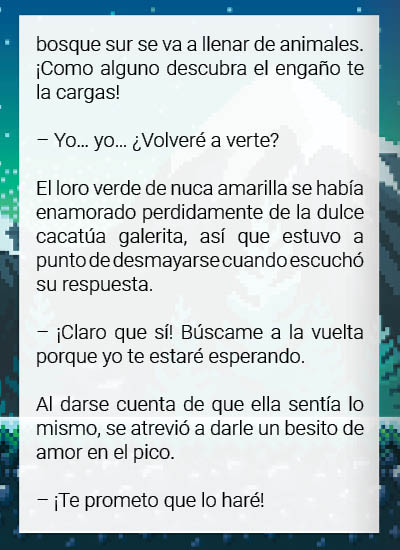 bosque sur se va a llenar de animales.
¡Como alguno descubra el engaño te
la cargas!
– Yo... yo... ¿Volveré a verte?
El loro verde de nuca amarilla se había
enamorado perdidamente de la dulce
cacatúa galerita, así que estuvo a
punto de desmayarse cuando escuchó
su respuesta.
– ¡Claro que sí! Búscame a la vuelta
porque yo te estaré esperando.
Al darse cuenta de que ella sentía lo
mismo, se atrevió a darle un besito de
amor en el pico.
– ¡Te prometo que lo haré!